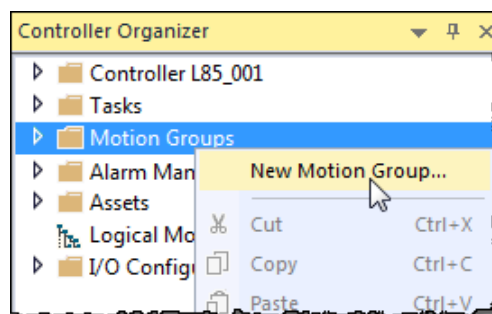 Controller Organizer
Controller L85_001
Tasks
Motion Groups
New Motion Group...
Alarm Man
Assets
Cut Ctrl+X
Logical Mo
I/O Config
Copy Ctrl+C
Paste Ctrl+V